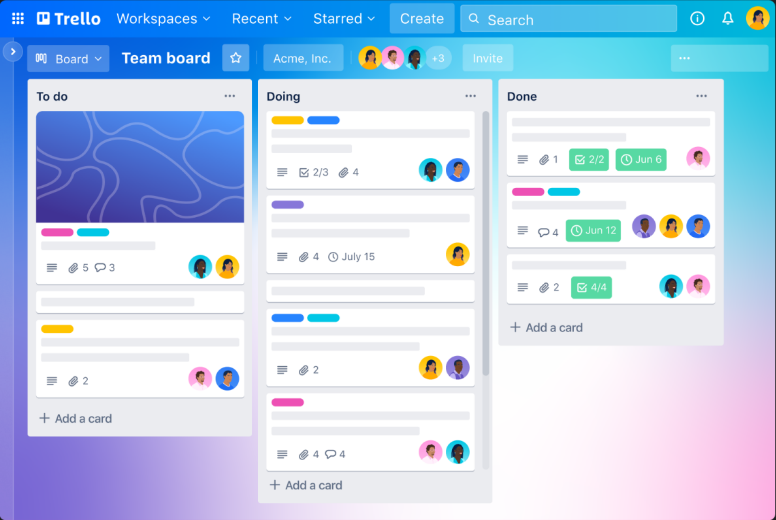 Trello Workspaces Recent Starred Create Search
Board Team board Acme, Inc. +3 Invite
To do
5 3
2
+ Add a card
Doing
2/3 4
4 July 15
2
4 4
+ Add a card
Done
1 2/2 Jun 6
4 Jun 12
2 4/4
+ Add a card